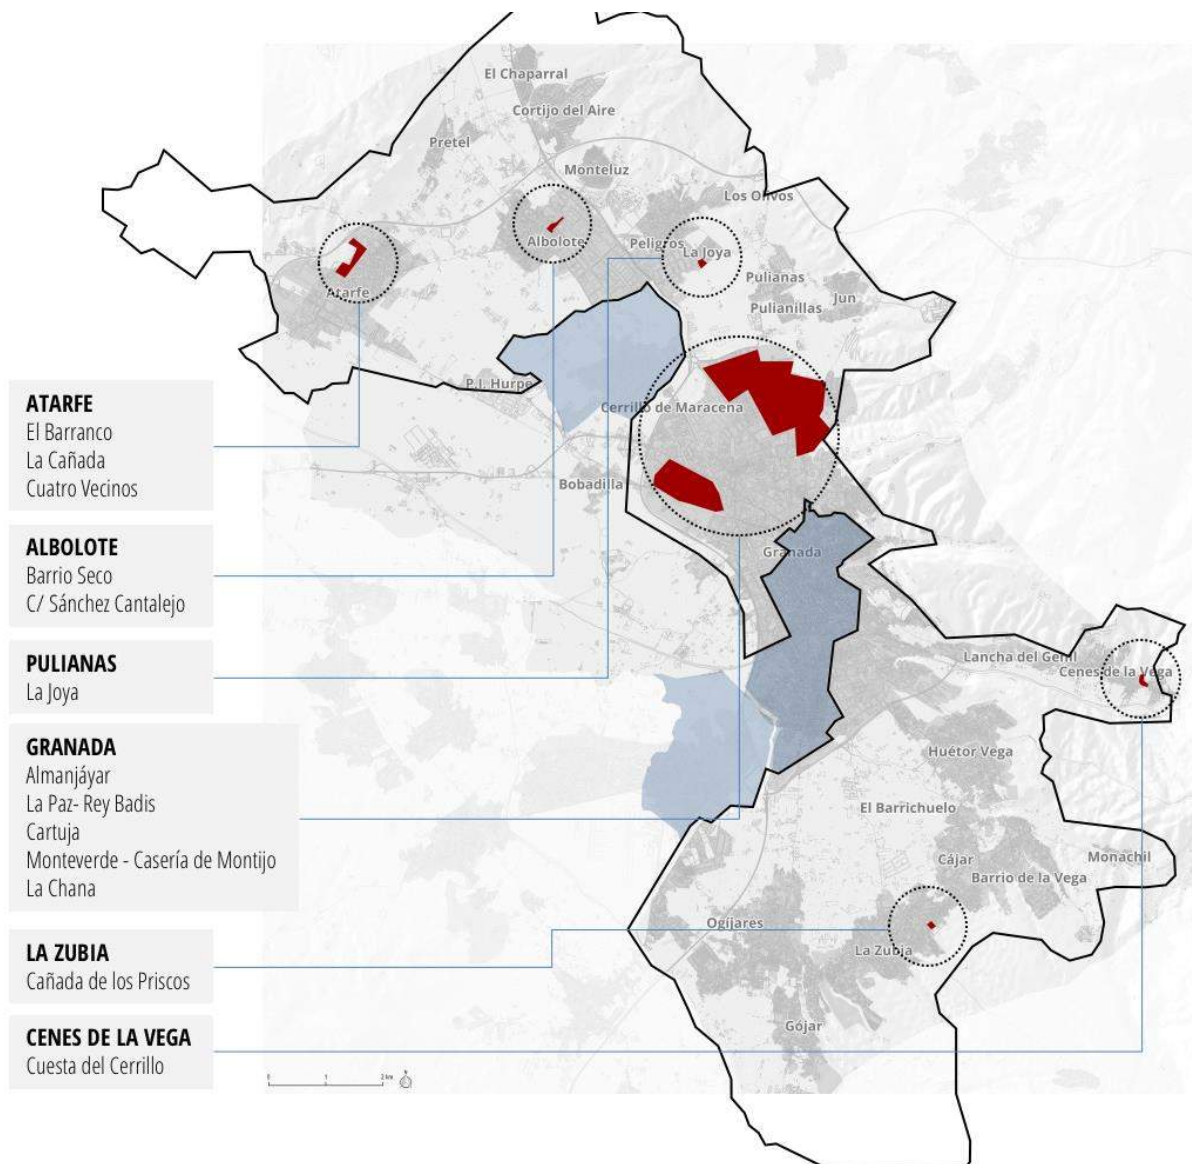 El Chaparral
Cortijo del Aire
Pretel
Monteluz
Los Olivos
Albolote
Peligros
La Joya
Pulianas
Jun
Pulianillas
Atarfe
P.I. Hurpe
Cerrillo de Maracena
Bobadilla
Granada
Lancha del Genil
Cenes de la Vega
Huétor Vega
El Barrichuelo
Cájar
Monachil
Barrio de la Vega
Ogíjares
La Zubia
Gójar
ATARFE
El Barranco
La Cañada
Cuatro Vecinos
ALBOLOTE
Barrio Seco
C/ Sánchez Cantalejo
PULIANAS
La Joya
GRANADA
Almanjáyar
La Paz- Rey Badis
Cartuja
Monteverde - Casería de Montijo
La Chana
LA ZUBIA
Cañada de los Priscos
CENES DE LA VEGA
Cuesta del Cerrillo
0 1 2 km
N